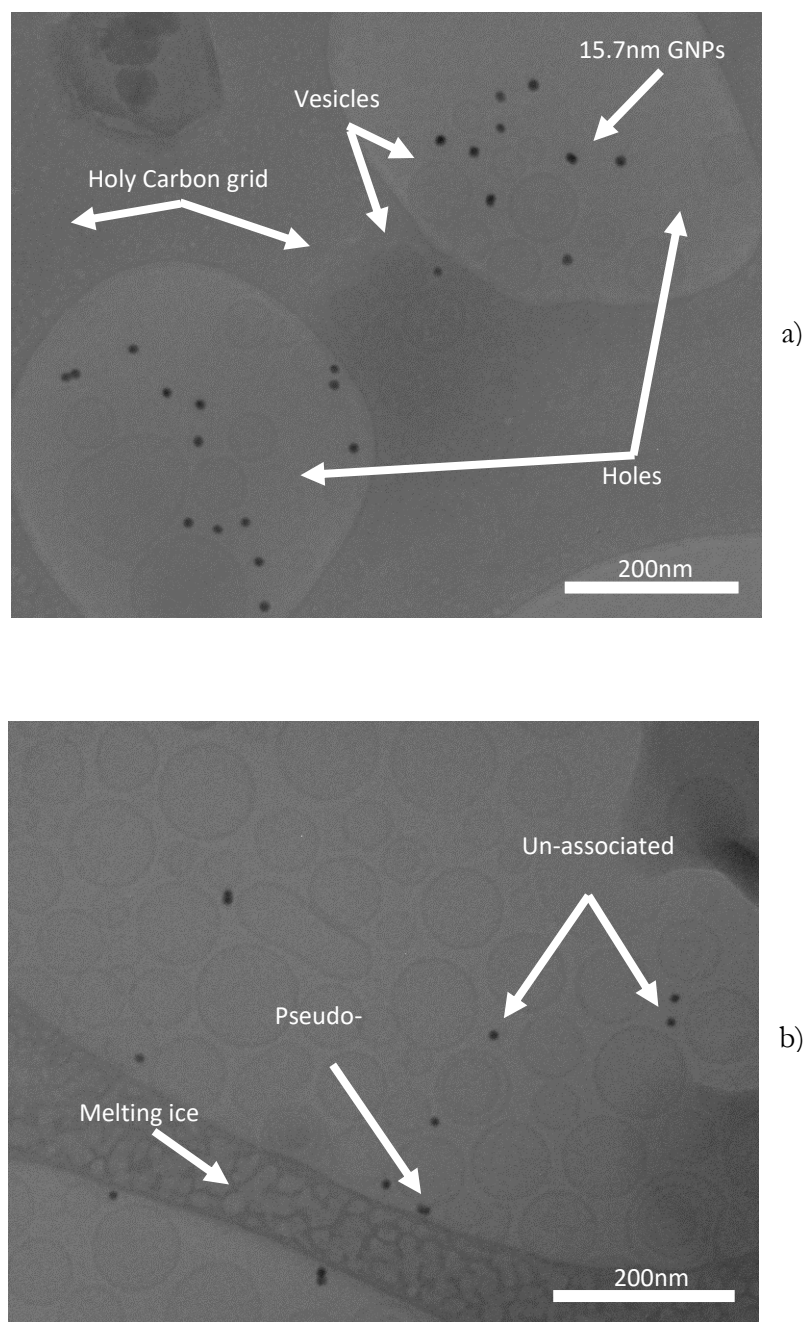 15.7nm GNPs
Vesicles
Holy Carbon grid
a)
Holes
200nm
Un-associated
Pseudo-
b)
Melting ice
200nm